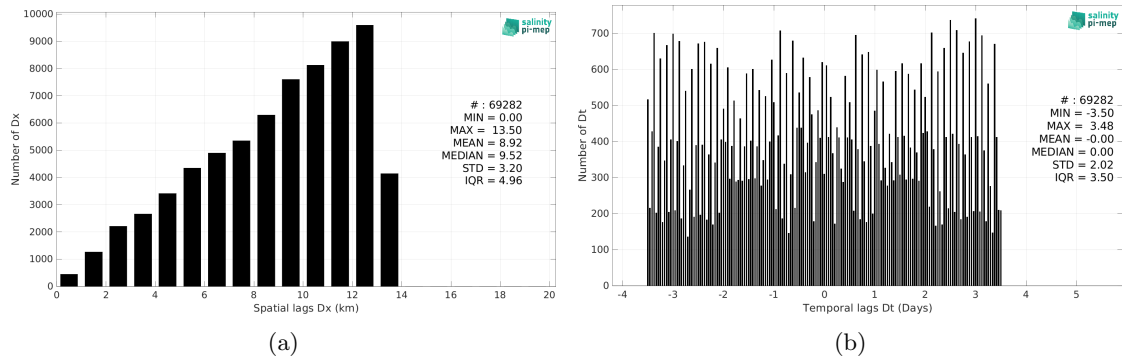 salinity
pi-mep
Number of Dx
10000
9000
8000
7000
6000
5000
4000
3000
2000
1000
0
# : 69282
MIN = 0.00
MAX = 13.50
MEAN = 8.92
MEDIAN = 9.52
STD = 3.20
IQR = 4.96
0 2 4 6 8 10 12 14 16 18 20
Spatial lags Dx (km)
(a)
salinity
pi-mep
Number of Dt
700
600
500
400
300
200
100
0
# : 69282
MIN = -3.50
MAX = 3.48
MEAN = -0.00
MEDIAN = 0.00
STD = 2.02
IQR = 3.50
-4 -3 -2 -1 0 1 2 3 4 5
Temporal lags Dt (Days)
(b)